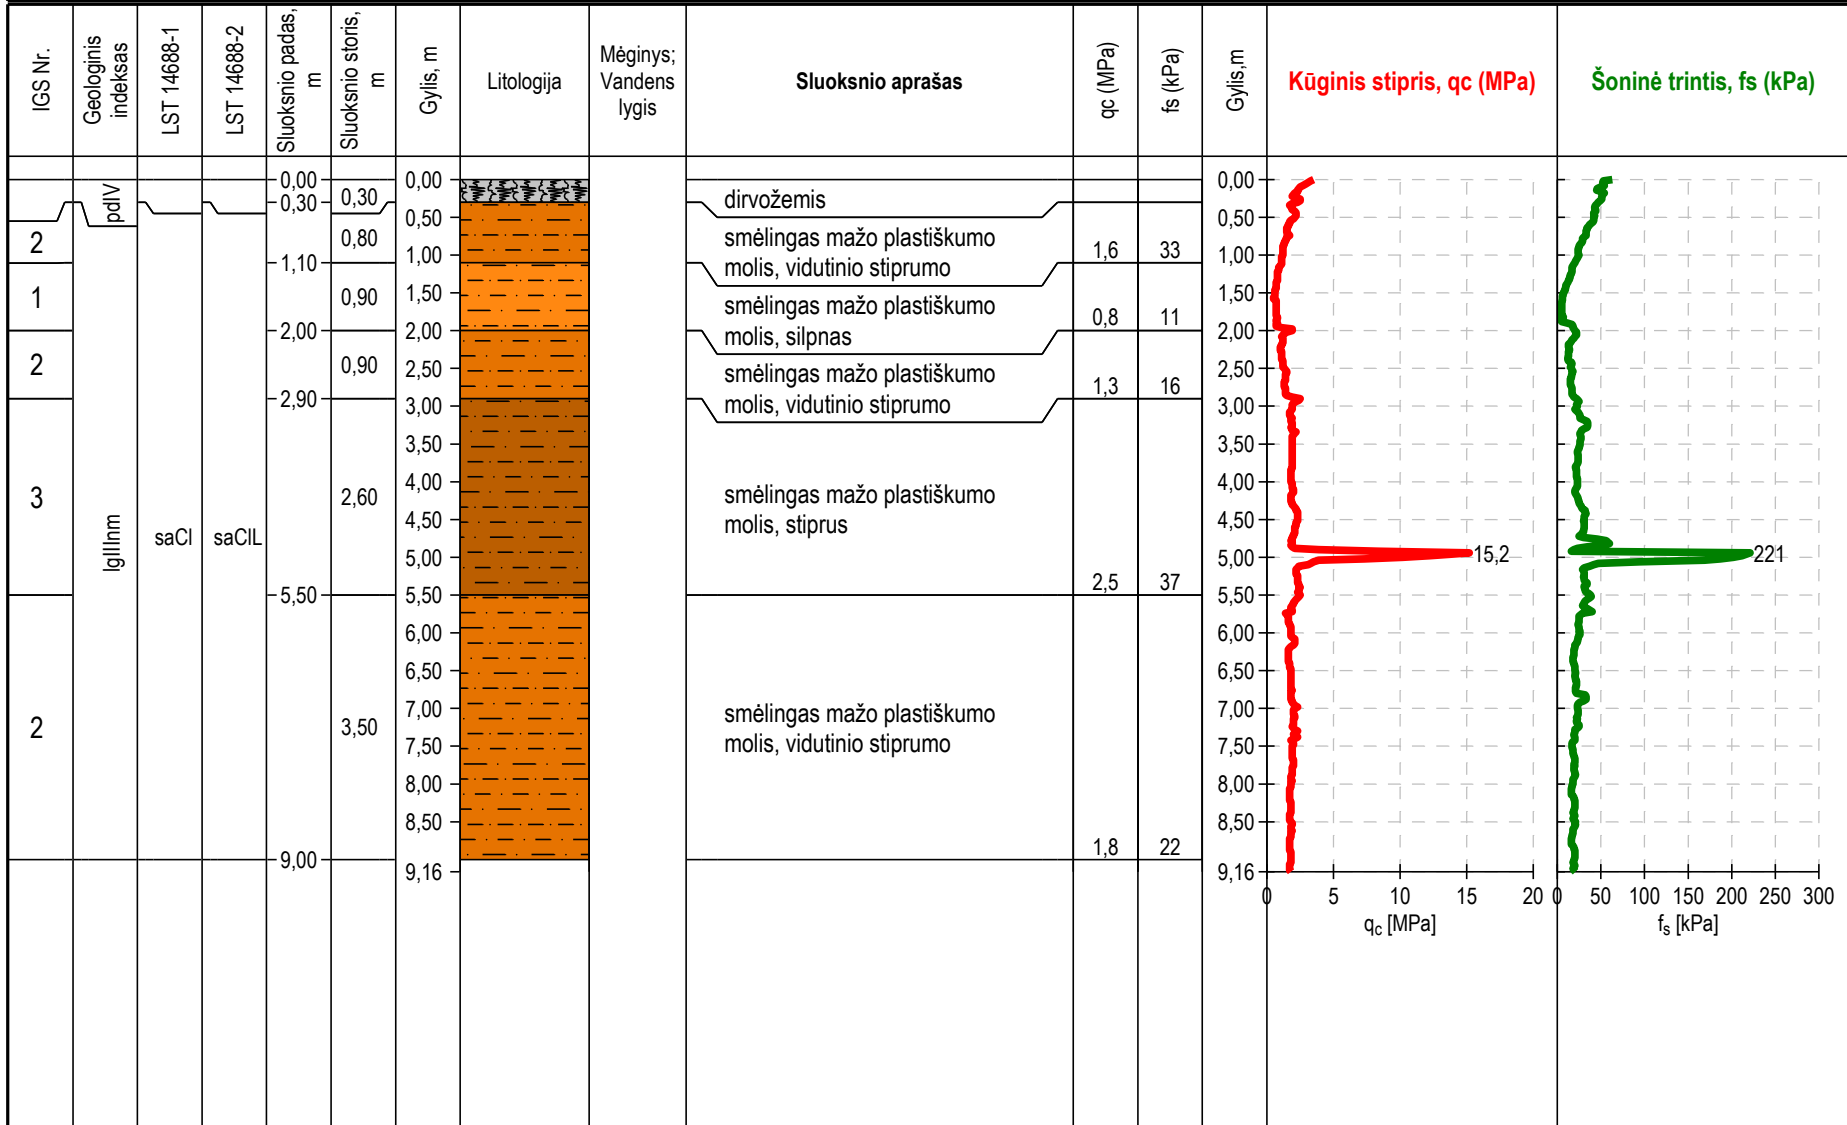 IGS Nr.
Geologinis indeksas
LST 14688-1
LST 14688-2
Sluoksnio padas, m
Sluoksnio storis, m
Gylis, m
Litologija
Mėginys;
Vandens
lygis
Sluoksnio aprašas
qc (MPa)
fs (kPa)
Gylis,m
Kūginis stipris, qc (MPa)
Šoninė trintis, fs (kPa)
2
1
2
3
2
pdIV
lgIIInm
saCl
saClL
0,00
0,30
1,10
2,00
2,90
5,50
9,00
0,30
0,80
0,90
0,90
2,60
3,50
0,00
0,50
1,00
1,50
2,00
2,50
3,00
3,50
4,00
4,50
5,00
5,50
6,00
6,50
7,00
7,50
8,00
8,50
9,16
dirvožemis
smėlingas mažo plastiškumo
molis, vidutinio stiprumo
1,6 33
smėlingas mažo plastiškumo
molis, silpnas
0,8 11
smėlingas mažo plastiškumo
molis, vidutinio stiprumo
1,3 16
smėlingas mažo plastiškumo
molis, stiprus
2,5 37
smėlingas mažo plastiškumo
molis, vidutinio stiprumo
1,8 22
0,00
0,50
1,00
1,50
2,00
2,50
3,00
3,50
4,00
4,50
5,00
5,50
6,00
6,50
7,00
7,50
8,00
8,50
9,16
15,2
0 5 10 15 20
qc [MPa]
221
0 50 100 150 200 250 300
fs [kPa]